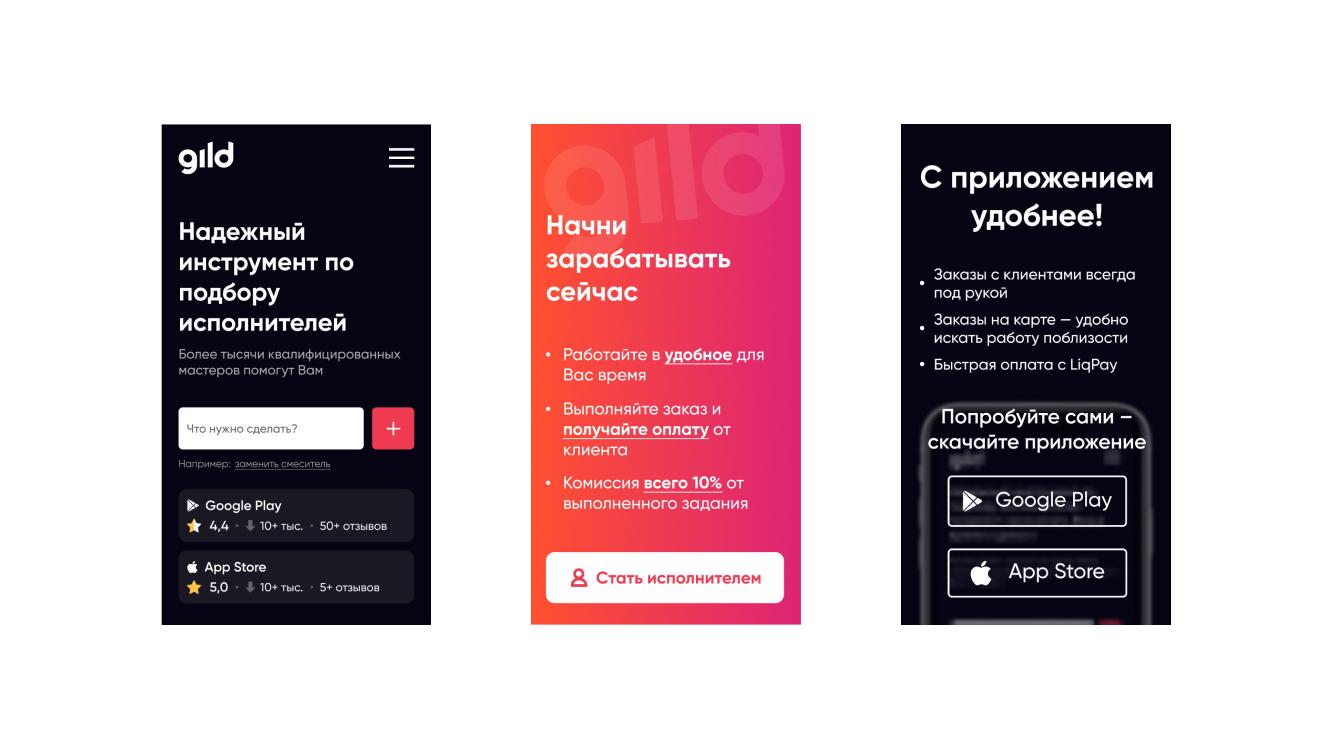 gild
Надежный
инструмент по
подбору
исполнителей
Более тысячи квалифицированных
мастеров помогут Вам
Что нужно сделать?
+
Например: заменить смеситель
Google Play
4,4 · 10+ тыс. · 50+ отзывов
App Store
5,0 · 10+ тыс. · 5+ отзывов
gild
Начни
зарабатывать
сейчас
• Работайте в удобное для
Вас время
• Выполняйте заказ и
получайте оплату от
клиента
• Комиссия всего 10% от
выполненного задания
Стать исполнителем
С приложением
удобнее!
• Заказы с клиентами всегда
под рукой
• Заказы на карте — удобно
искать работу поблизости
• Быстрая оплата с LiqPay
Попробуйте сами –
скачайте приложение
gild
Google Play
App Store